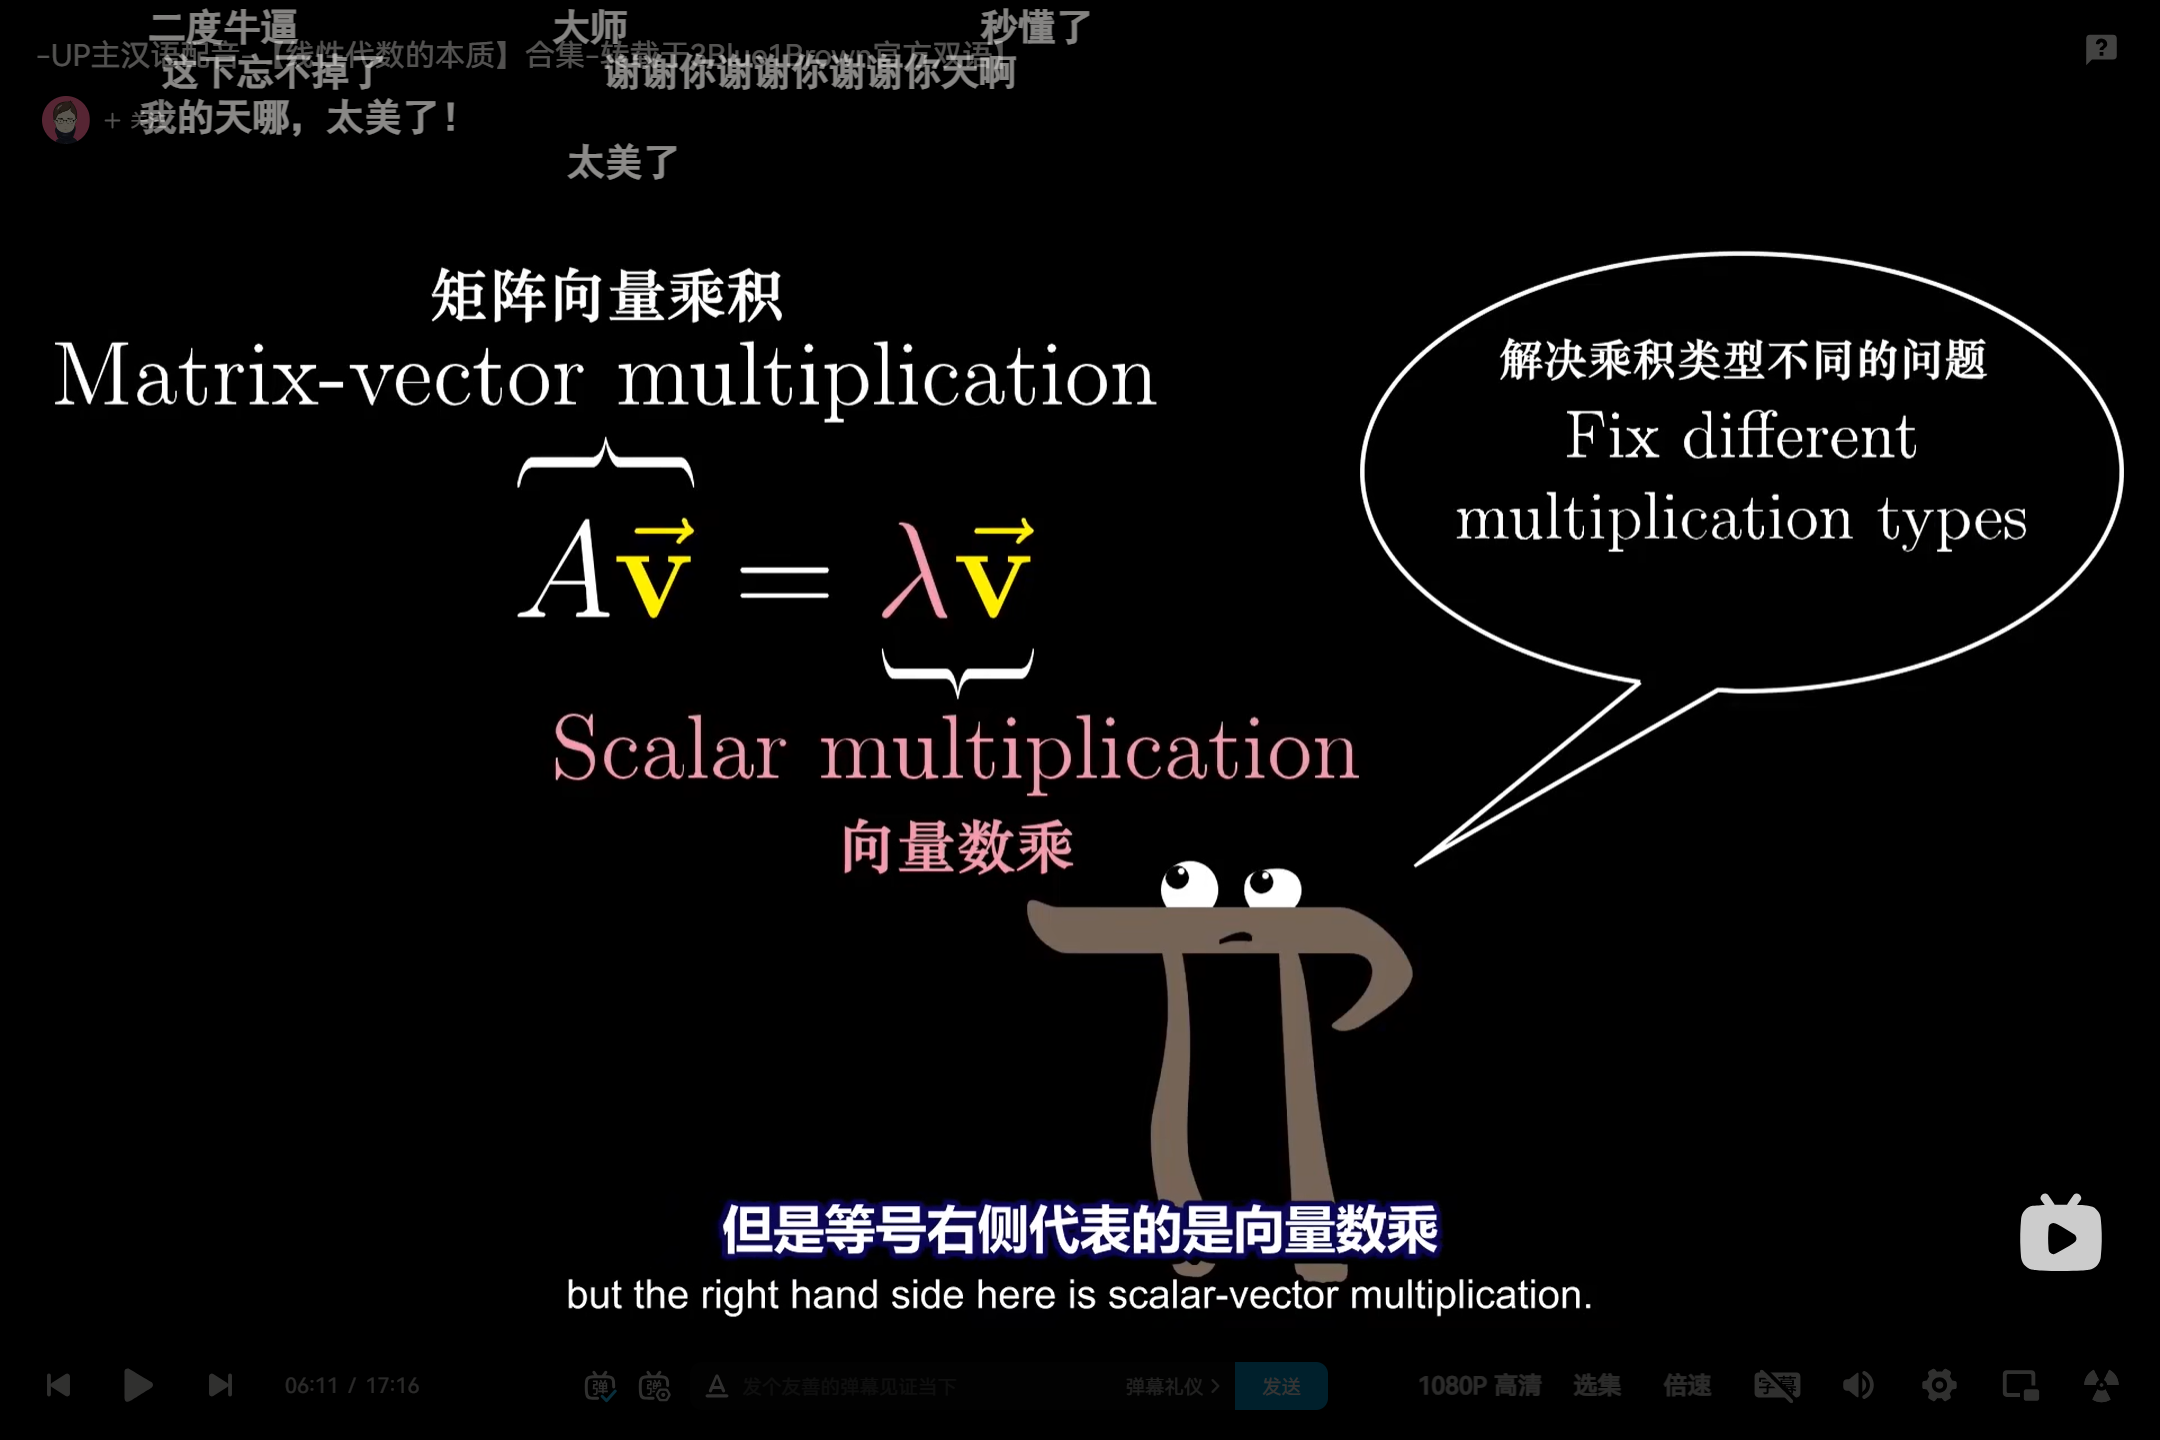 二度牛逼
大师
秒懂了
-UP主汉语配音-【线性代数的本质】合集-转载于3Blue1Brown官方双语】
这下忘不掉了
谢谢你谢谢你谢谢你天啊
+ 关注
我的天哪，太美了！
太美了
矩阵向量乘积
Matrix-vector multiplication
A v⃗ = λ v⃗
Scalar multiplication
向量数乘
解决乘积类型不同的问题
Fix different
multiplication types
但是等号右侧代表的是向量数乘
but the right hand side here is scalar-vector multiplication.
06:11 / 17:16
弹
弹
A
发个友善的弹幕见证当下
弹幕礼仪 >
发送
1080P 高清
选集
倍速
字幕